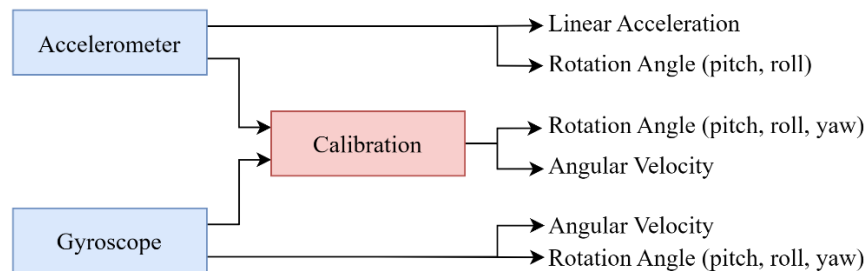 Accelerometer
Linear Acceleration
Rotation Angle (pitch, roll)
Calibration
Rotation Angle (pitch, roll, yaw)
Angular Velocity
Gyroscope
Angular Velocity
Rotation Angle (pitch, roll, yaw)